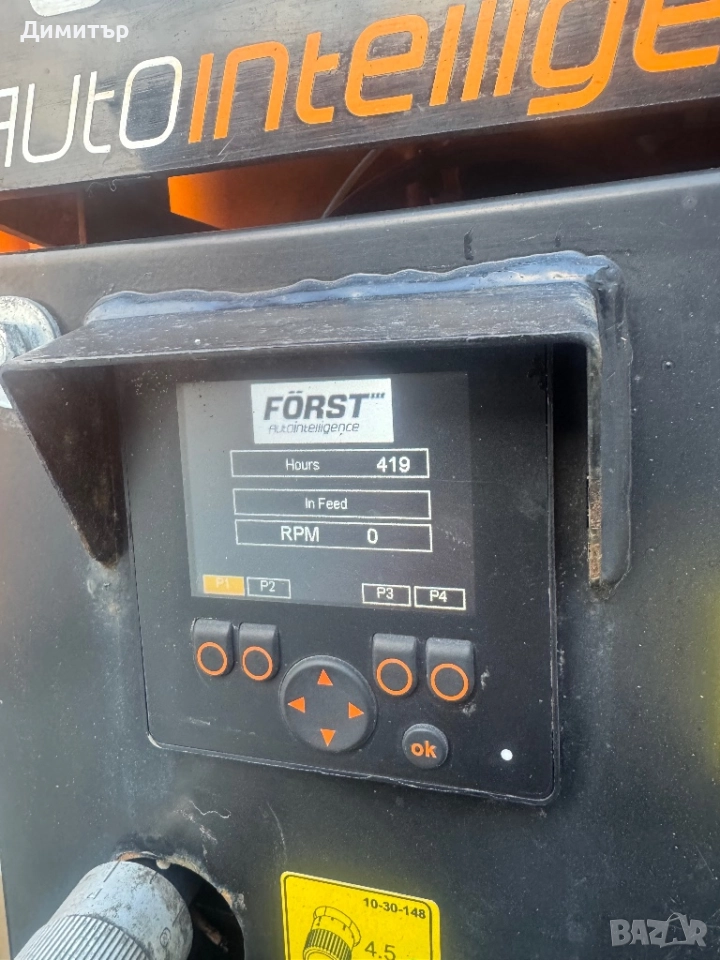 Димитър
Autointellige
FÖRST
AutoIntelligence
Hours 419
In Feed
RPM 0
P1 P2 P3 P4
ok
10-30-148
4.5
BAZAR